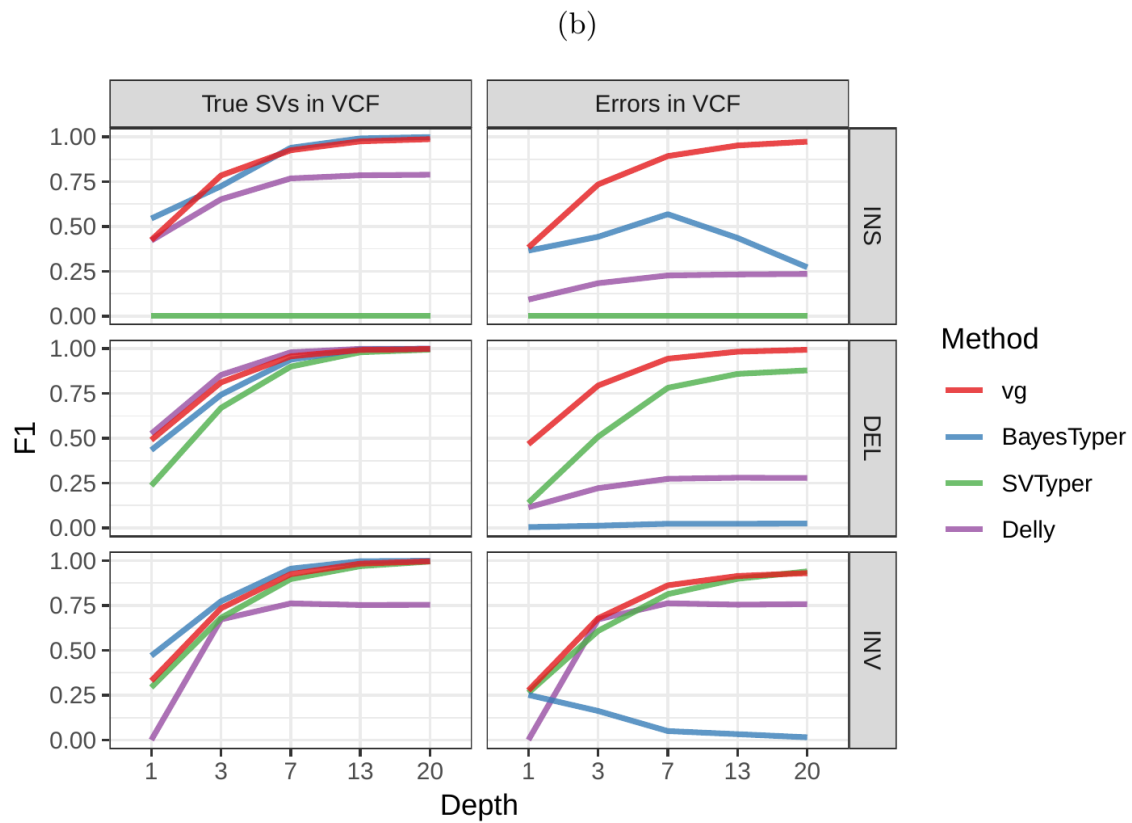 (b)
True SVs in VCF
Errors in VCF
1.00
0.75
0.50
0.25
0.00
INS
1.00
0.75
0.50
0.25
0.00
DEL
1.00
0.75
0.50
0.25
0.00
INV
F1
1 3 7 13 20
1 3 7 13 20
Depth
Method
vg
BayesTyper
SVTyper
Delly